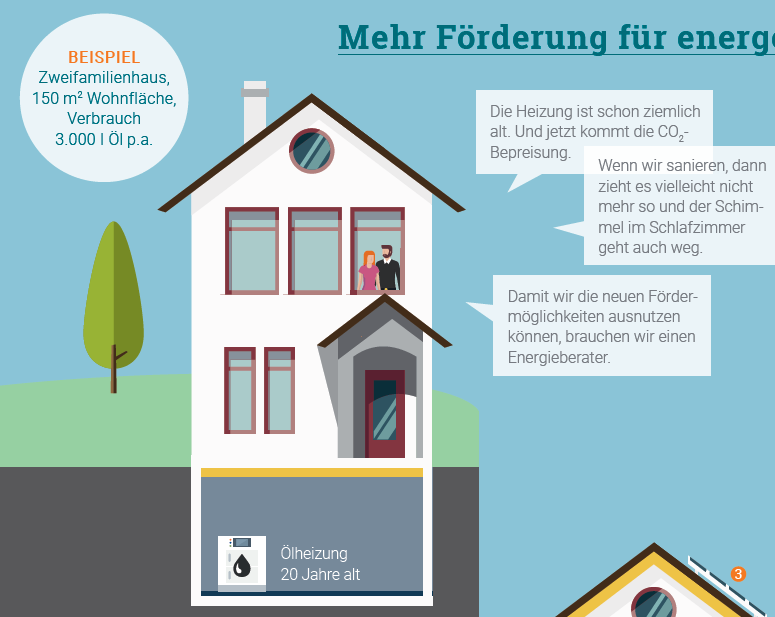 Mehr Förderung für energ
BEISPIEL
Zweifamilienhaus,
150 m² Wohnfläche,
Verbrauch
3.000 l Öl p.a.
Die Heizung ist schon ziemlich
alt. Und jetzt kommt die CO₂-
Bepreisung.
Wenn wir sanieren, dann
zieht es vielleicht nicht
mehr so und der Schim-
mel im Schlafzimmer
geht auch weg.
Damit wir die neuen Förder-
möglichkeiten ausnutzen
können, brauchen wir einen
Energieberater.
Ölheizung
20 Jahre alt
3